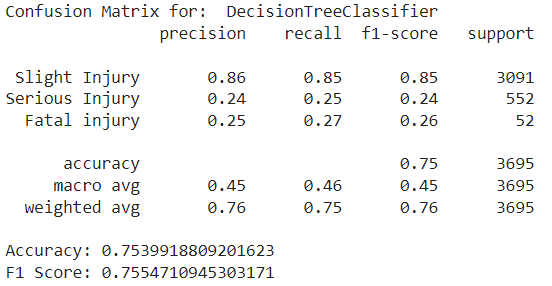 Confusion Matrix for:  DecisionTreeClassifier
              precision    recall  f1-score   support

 Slight Injury       0.86      0.85      0.85      3091
Serious Injury       0.24      0.25      0.24       552
  Fatal injury       0.25      0.27      0.26        52

      accuracy                           0.75      3695
     macro avg       0.45      0.46      0.45      3695
  weighted avg       0.76      0.75      0.76      3695

Accuracy: 0.7539918809201623
F1 Score: 0.7554710945303171